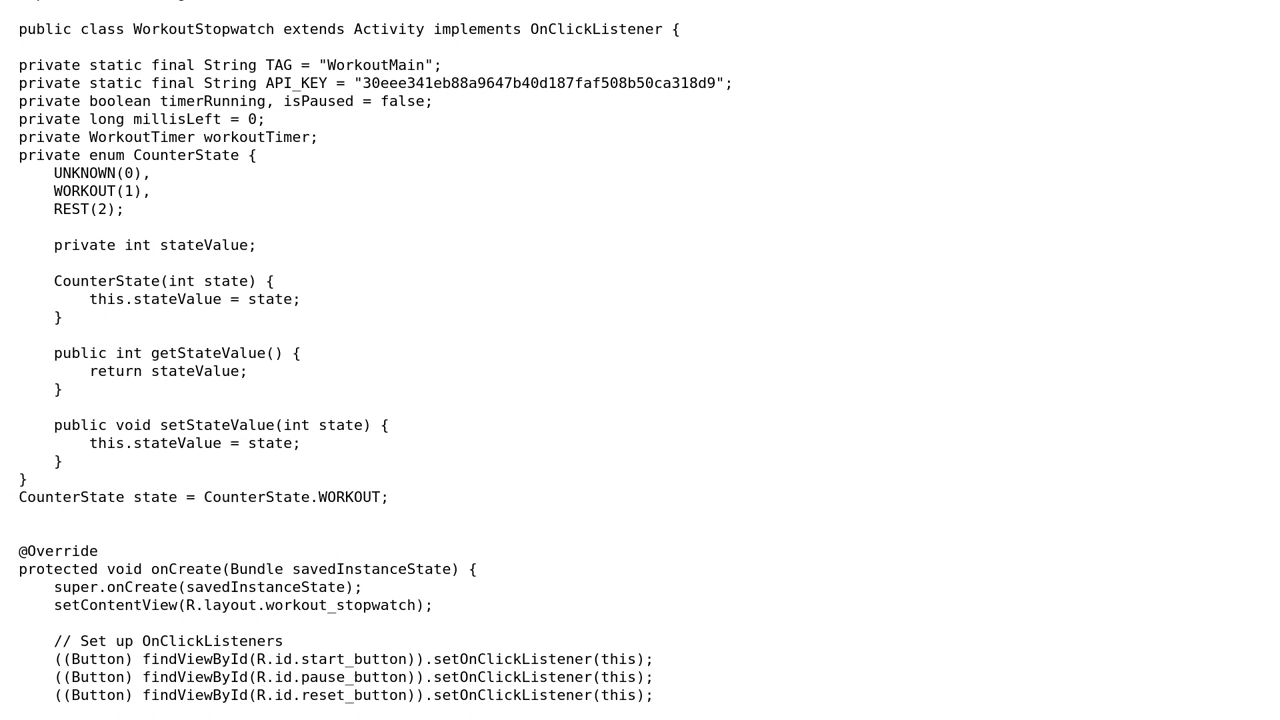 public class WorkoutStopwatch extends Activity implements OnClickListener {
private static final String TAG = "WorkoutMain";
private static final String API_KEY = "30eee341eb88a9647b40d187faf508b50ca318d9";
private boolean timerRunning, isPaused = false;
private long millisLeft = 0;
private WorkoutTimer workoutTimer;
private enum CounterState {
    UNKNOWN(0),
    WORKOUT(1),
    REST(2);
    private int stateValue;
    CounterState(int state) {
        this.stateValue = state;
    }
    public int getStateValue() {
        return stateValue;
    }
    public void setStateValue(int state) {
        this.stateValue = state;
    }
}
CounterState state = CounterState.WORKOUT;
@Override
protected void onCreate(Bundle savedInstanceState) {
    super.onCreate(savedInstanceState);
    setContentView(R.layout.workout_stopwatch);
    // Set up OnClickListeners
    ((Button) findViewById(R.id.start_button)).setOnClickListener(this);
    ((Button) findViewById(R.id.pause_button)).setOnClickListener(this);
    ((Button) findViewById(R.id.reset_button)).setOnClickListener(this);